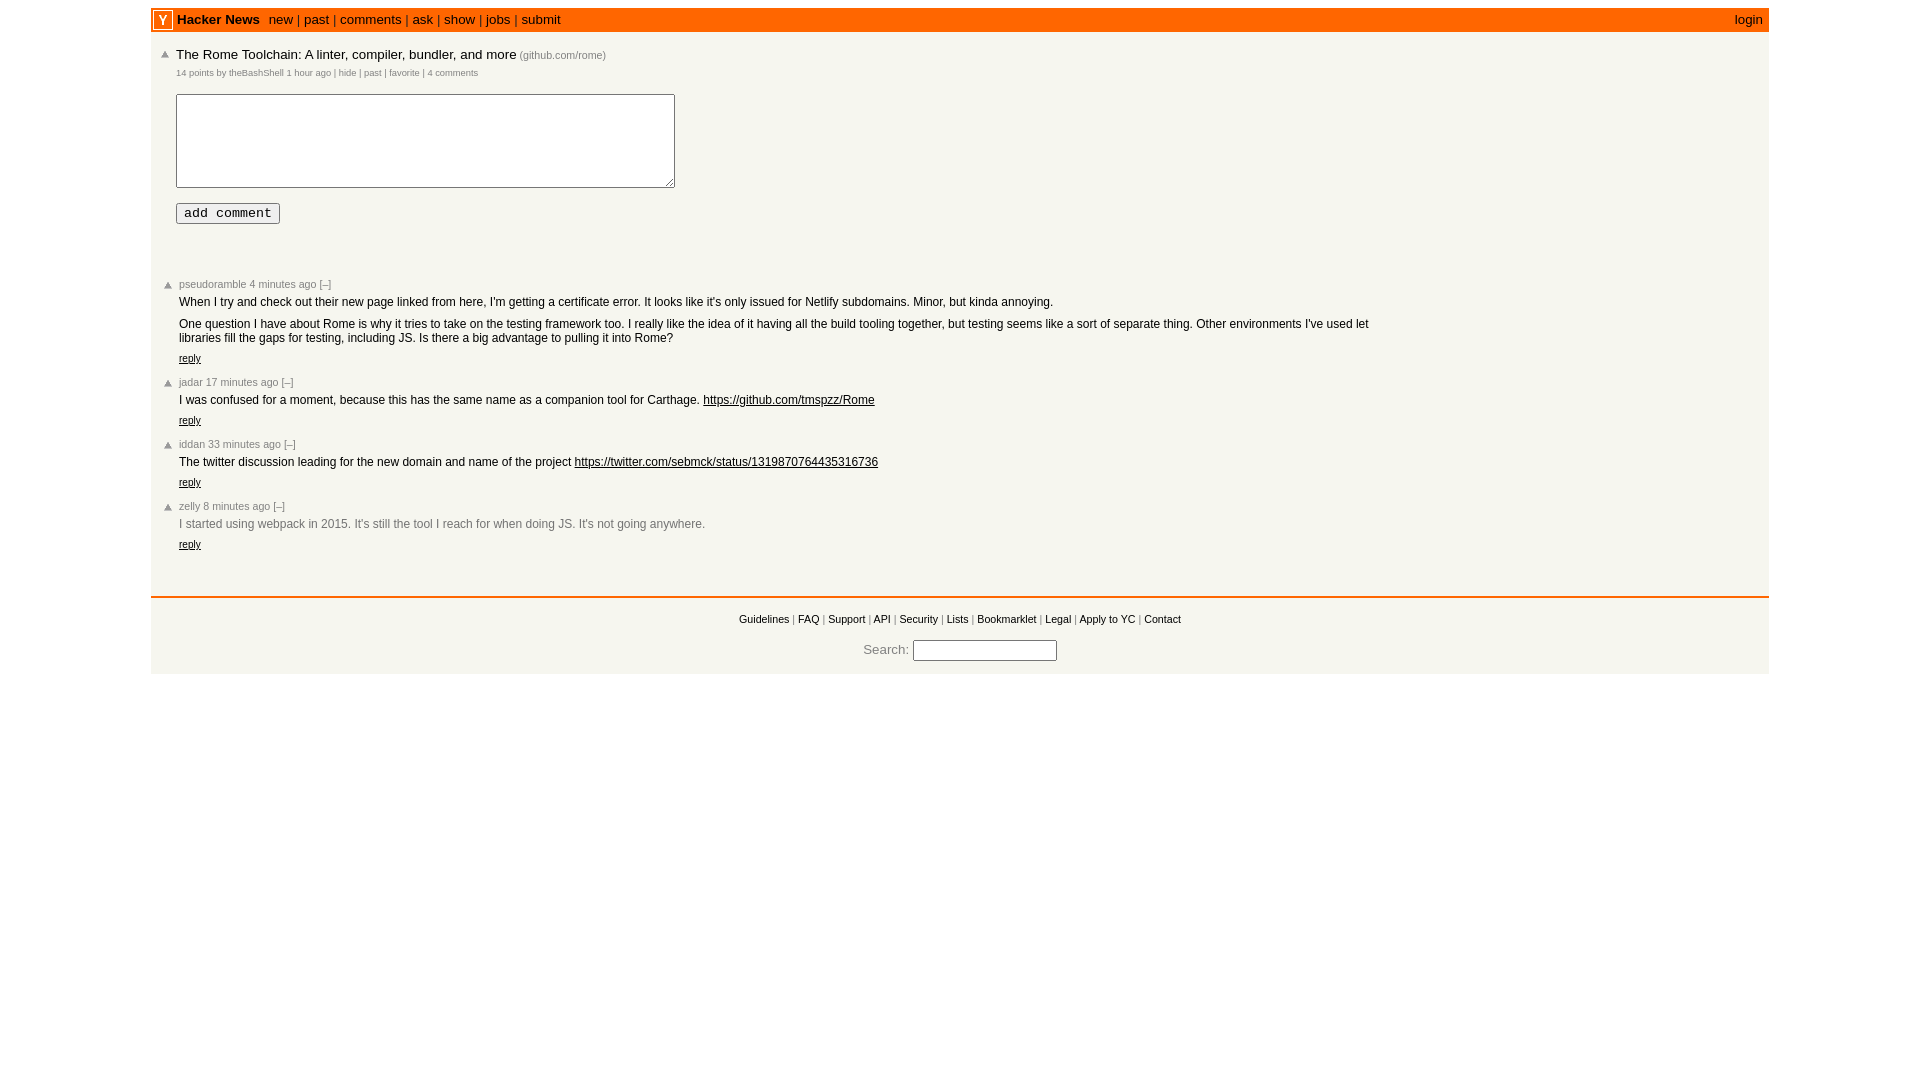 Y Hacker News new | past | comments | ask | show | jobs | submit login
The Rome Toolchain: A linter, compiler, bundler, and more (github.com/rome)
14 points by theBashShell 1 hour ago | hide | past | favorite | 4 comments
add comment
pseudoramble 4 minutes ago [–]
When I try and check out their new page linked from here, I'm getting a certificate error. It looks like it's only issued for Netlify subdomains. Minor, but kinda annoying.
One question I have about Rome is why it tries to take on the testing framework too. I really like the idea of it having all the build tooling together, but testing seems like a sort of separate thing. Other environments I've used let
libraries fill the gaps for testing, including JS. Is there a big advantage to pulling it into Rome?
reply
jadar 17 minutes ago [–]
I was confused for a moment, because this has the same name as a companion tool for Carthage. https://github.com/tmspzz/Rome
reply
iddan 33 minutes ago [–]
The twitter discussion leading for the new domain and name of the project https://twitter.com/sebmck/status/1319870764435316736
reply
zelly 8 minutes ago [–]
I started using webpack in 2015. It's still the tool I reach for when doing JS. It's not going anywhere.
reply
Guidelines | FAQ | Support | API | Security | Lists | Bookmarklet | Legal | Apply to YC | Contact
Search: